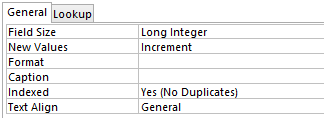 General Lookup
Field Size Long Integer
New Values Increment
Format
Caption
Indexed Yes (No Duplicates)
Text Align General